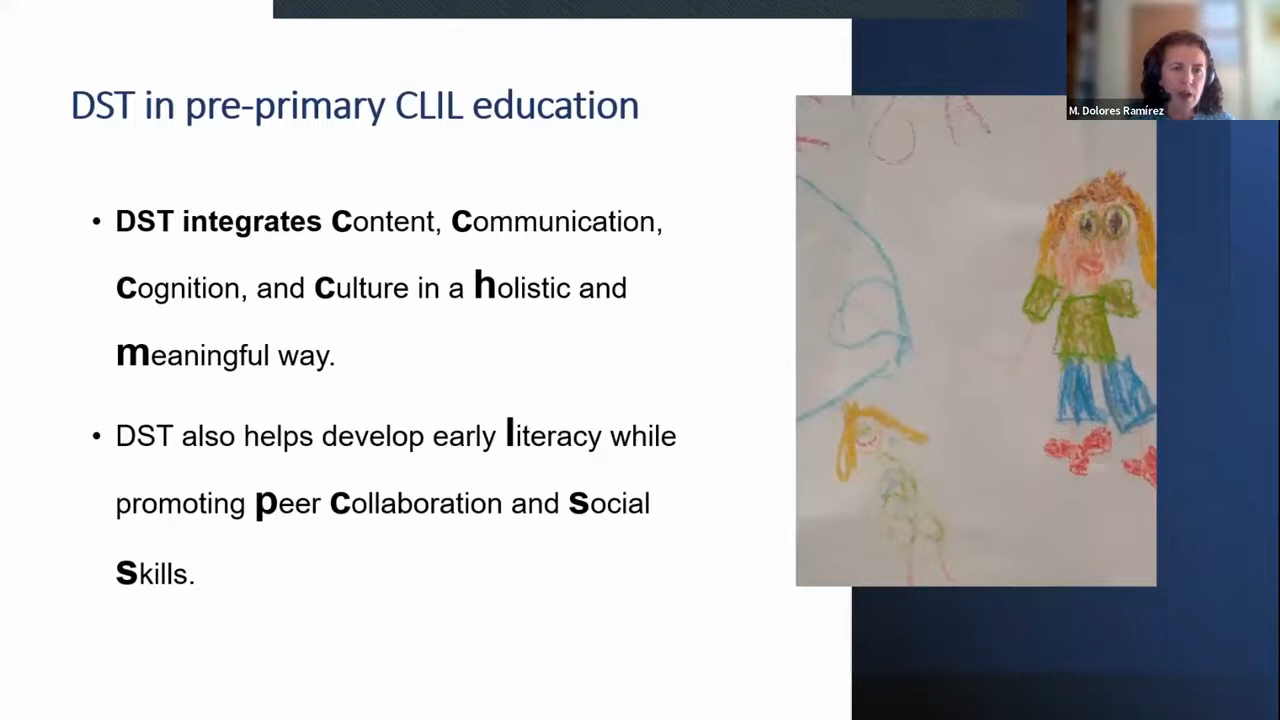 M. Dolores Ramírez
DST in pre-primary CLIL education
• DST integrates content, communication,
cognition, and culture in a holistic and
meaningful way.
• DST also helps develop early literacy while
promoting peer collaboration and social
skills.